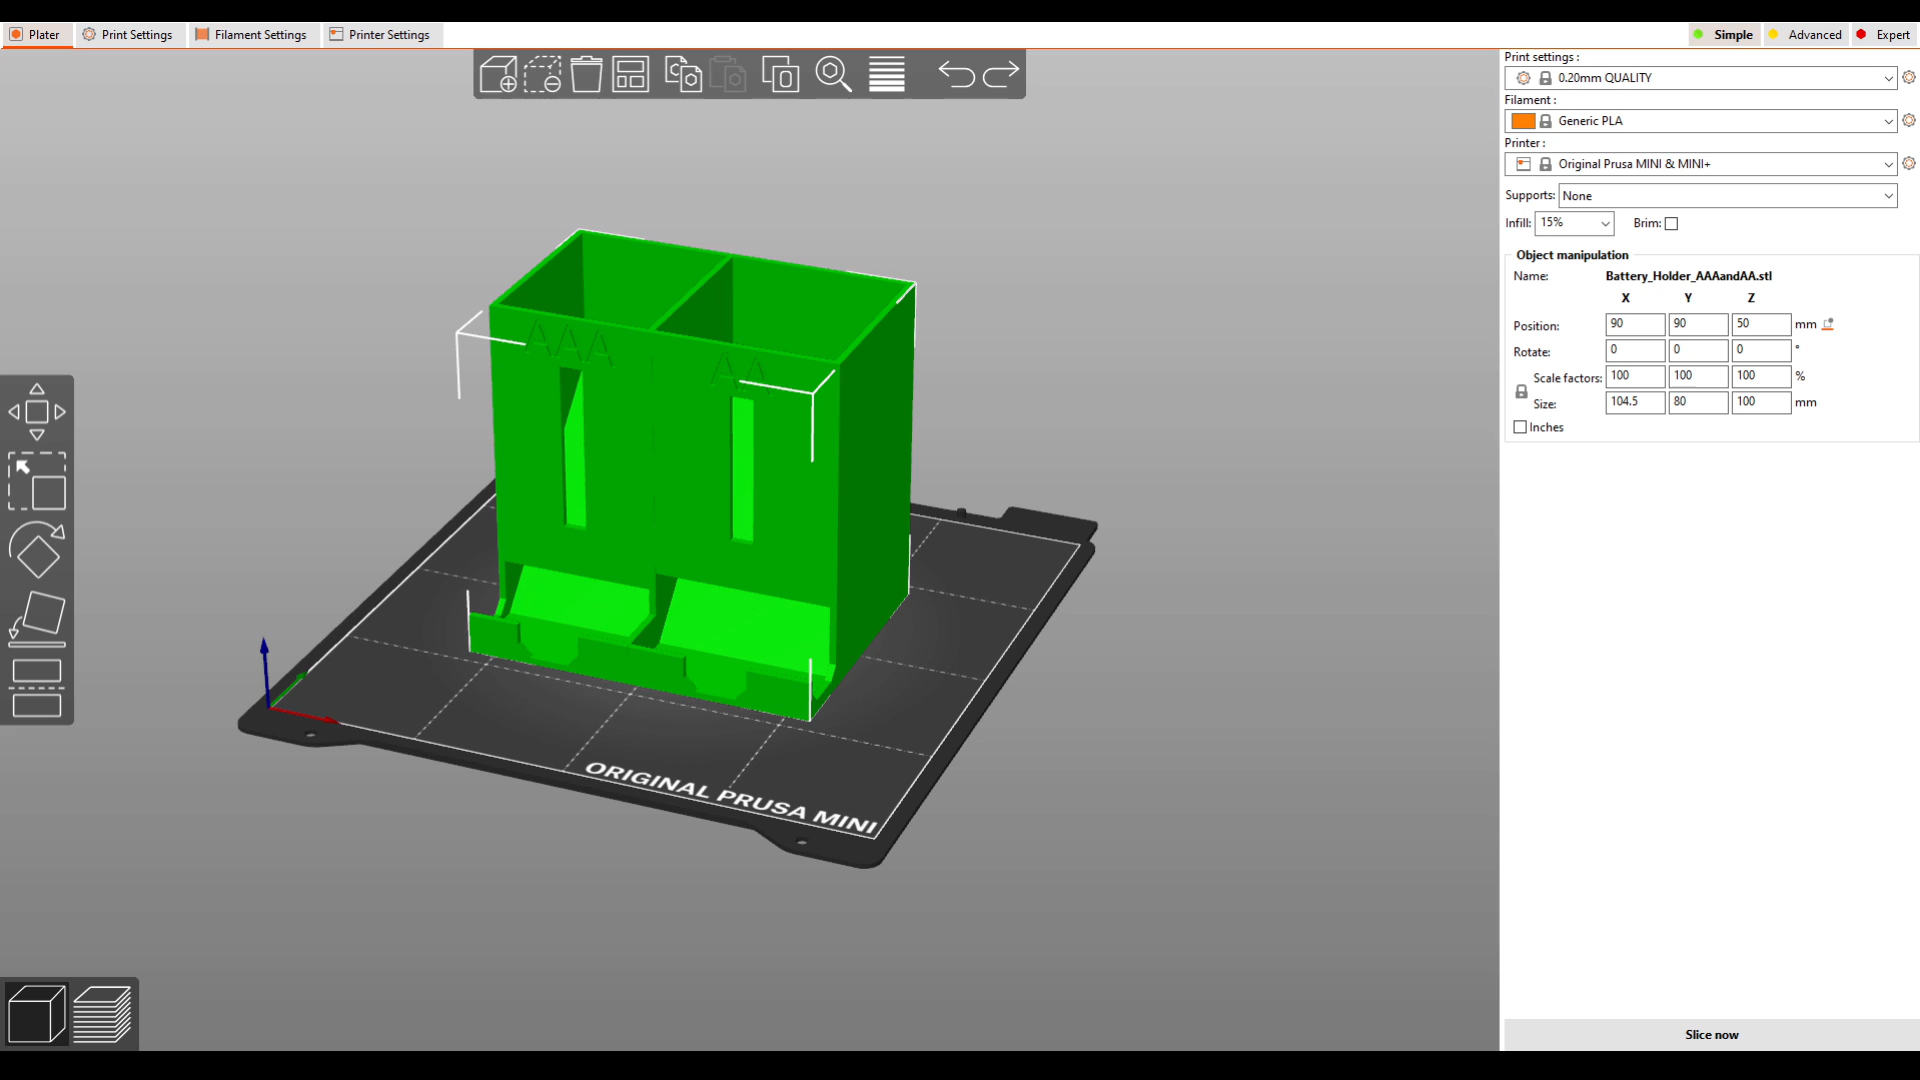 Plater
Print Settings
Filament Settings
Printer Settings
Simple
Advanced
Expert
Print settings :
0.20mm QUALITY
Filament :
Generic PLA
Printer :
Original Prusa MINI & MINI+
Supports: None
Infill: 15% Brim:
Object manipulation
Name: Battery_Holder_AAAandAA.stl
X Y Z
Position: 90 90 50 mm
Rotate: 0 0 0 °
Scale factors: 100 100 100 %
Size: 104.5 80 100 mm
Inches
AAA
AA
ORIGINAL PRUSA MINI
Slice now